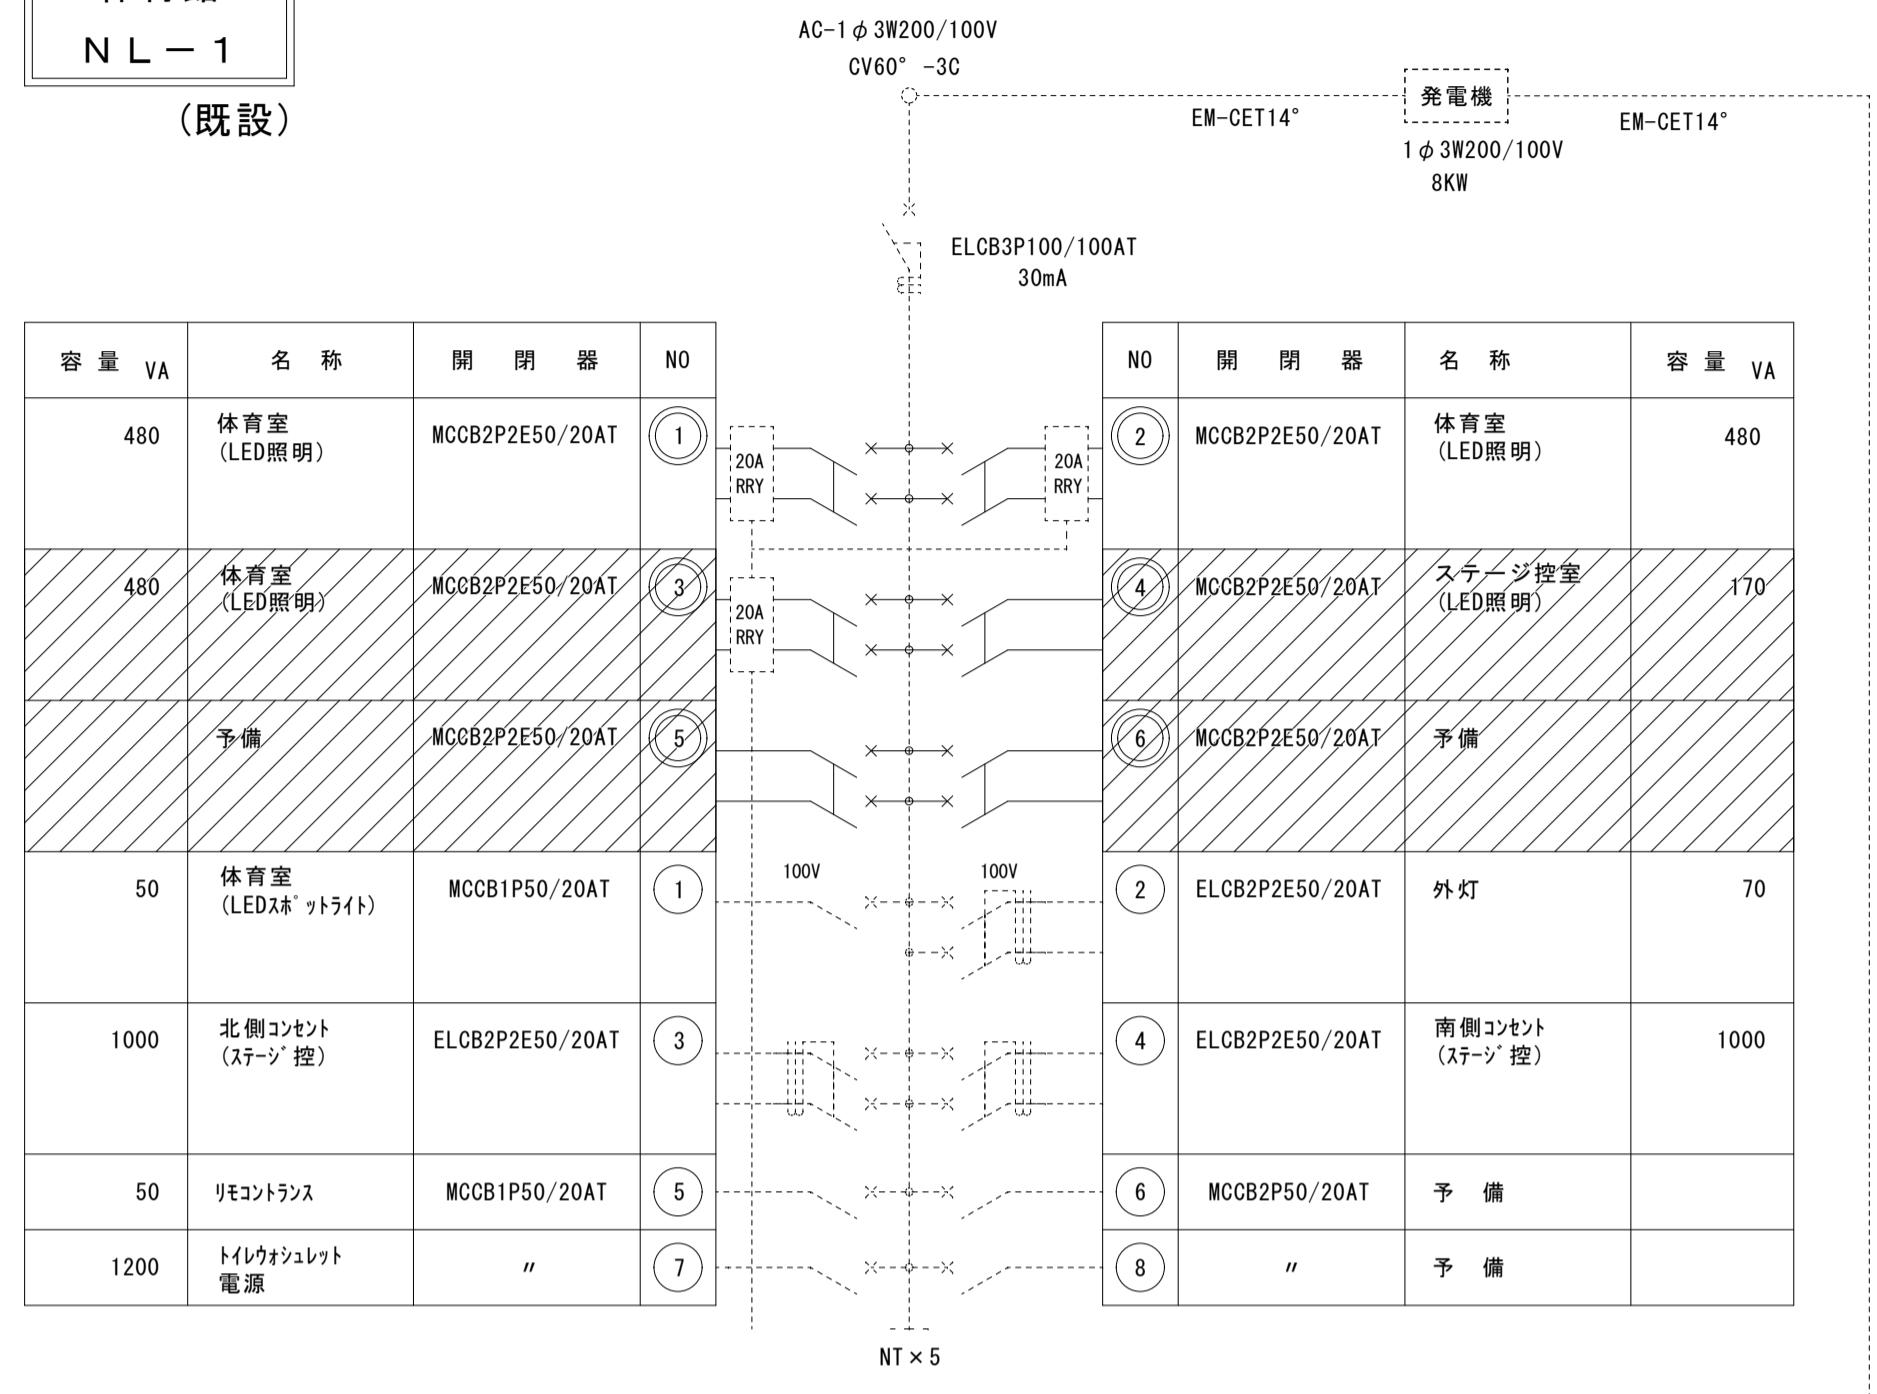 NL-1
(既設)
AC-1φ3W200/100V
CV60°-3C
EM-CET14°
発電機
EM-CET14°
1φ3W200/100V
8KW
ELCB3P100/100AT
30mA
容量 VA 名称 開閉器 NO
480 体育室 MCCB2P2E50/20AT 1
(LED照明)
20A
RRY
480 体育室 MCCB2P2E50/20AT 3
(LED照明)
20A
RRY
予備 MCCB2P2E50/20AT 5
50 体育室 MCCB1P50/20AT 1
(LEDｽﾎﾟｯﾄﾗｲﾄ)
100V
1000 北側ｺﾝｾﾝﾄ ELCB2P2E50/20AT 3
(ｽﾃｰｼﾞ控)
50 ﾘﾓｺﾝﾄﾗﾝｽ MCCB1P50/20AT 5
1200 ﾄｲﾚｳｫｼｭﾚｯﾄ 〃 7
電源
NO 開閉器 名称 容量 VA
2 MCCB2P2E50/20AT 体育室 480
(LED照明)
20A
RRY
4 MCCB2P2E50/20AT ステージ控室 170
(LED照明)
6 MCCB2P2E50/20AT 予備
100V
2 ELCB2P2E50/20AT 外灯 70
4 ELCB2P2E50/20AT 南側ｺﾝｾﾝﾄ 1000
(ｽﾃｰｼﾞ控)
6 MCCB2P50/20AT 予備
8 〃 予備
NT×5